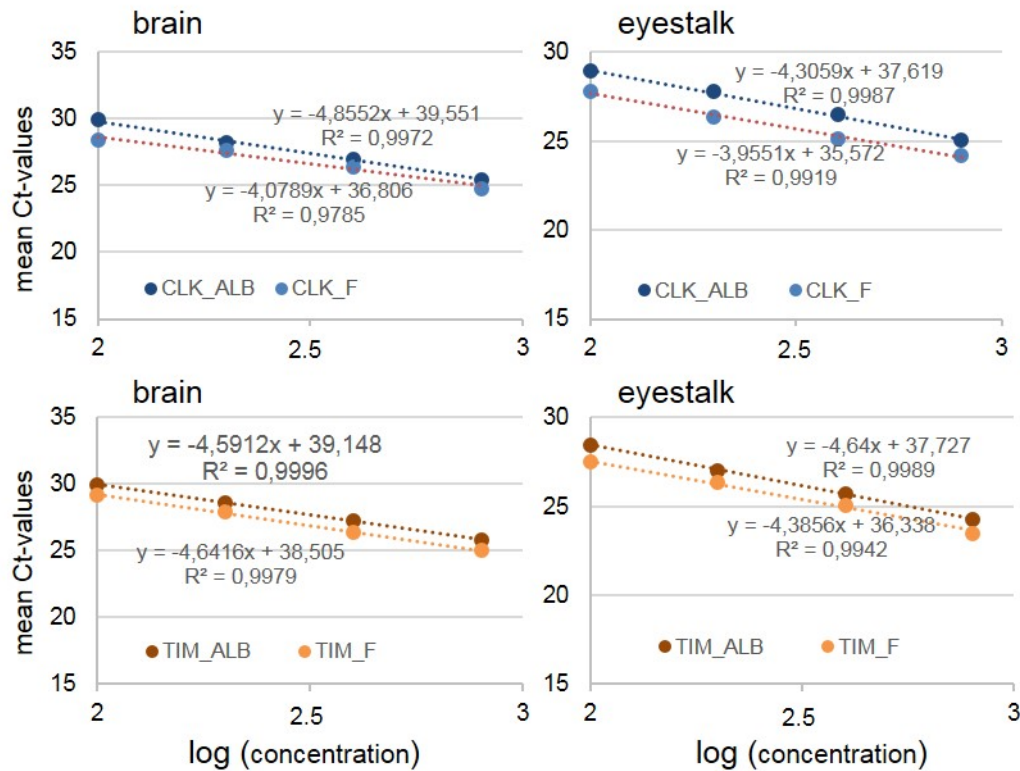 brain
35
30
25
20
15
mean Ct-values
y = -4,8552x + 39,551
R² = 0,9972
y = -4,0789x + 36,806
R² = 0,9785
CLK_ALB CLK_F
2 2.5 3
eyestalk
30
25
20
15
y = -4,3059x + 37,619
R² = 0,9987
y = -3,9551x + 35,572
R² = 0,9919
CLK_ALB CLK_F
2 2.5 3
brain
35
30
25
20
15
mean Ct-values
y = -4,5912x + 39,148
R² = 0,9996
y = -4,6416x + 38,505
R² = 0,9979
TIM_ALB TIM_F
2 2.5 3
log (concentration)
eyestalk
30
25
20
15
y = -4,64x + 37,727
R² = 0,9989
y = -4,3856x + 36,338
R² = 0,9942
TIM_ALB TIM_F
2 2.5 3
log (concentration)